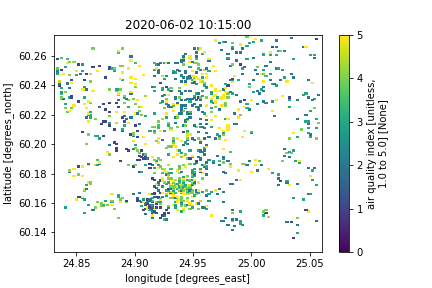 2020-06-02 10:15:00
60.26
60.24
60.22
60.20
60.18
60.16
60.14
latitude [degrees_north]
24.85 24.90 24.95 25.00 25.05
longitude [degrees_east]
5
4
3
2
1
0
air quality index [unitless,
1.0 to 5.0] [None]